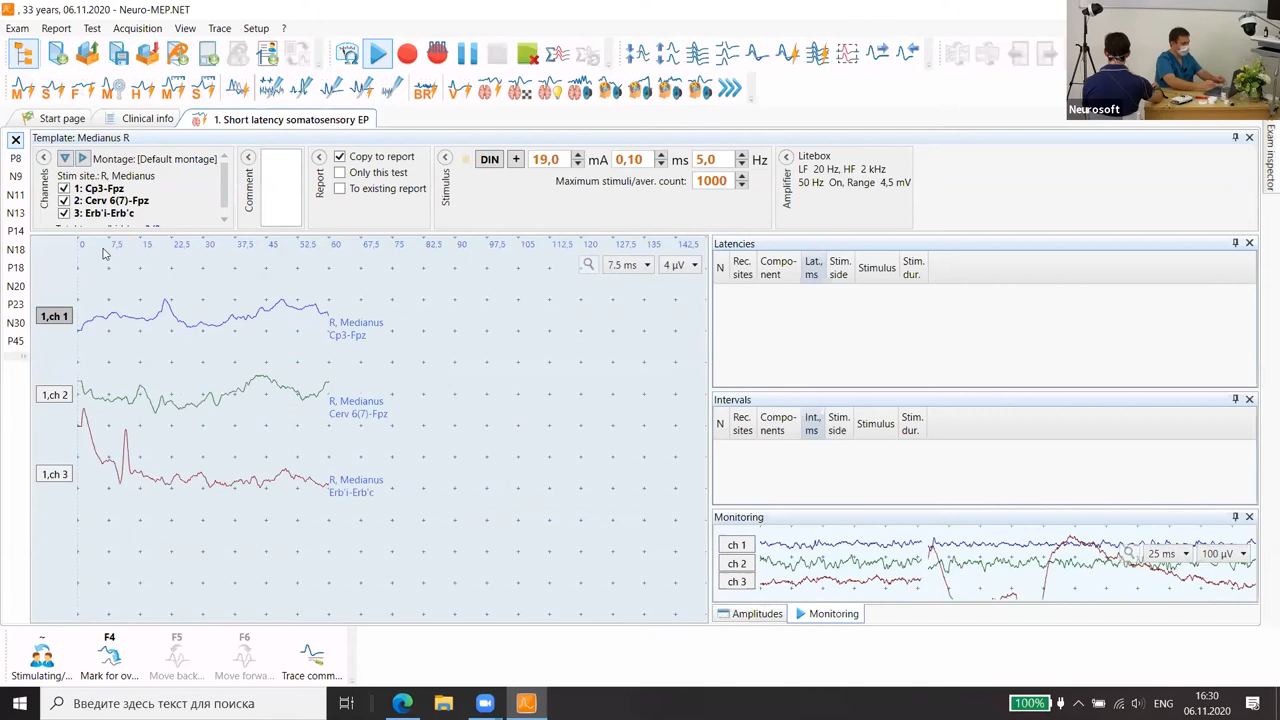 , 33 years, 06.11.2020 - Neuro-MEP.NET
Exam Report Test Acquisition View Trace Setup ?
M S F M H M S BR V
Start page Clinical info 1. Short latency somatosensory EP
Template: Medianus R
P8
N9
N11
N13
P14
N18
P18
N20
P23
N30
P45
Channels
Montage: [Default montage]
Stim site.: R, Medianus
1: Cp3-Fpz
2: Cerv 6(7)-Fpz
3: Erb'i-Erb'c
Comment
Report
Copy to report
Only this test
To existing report
Stimulus
DIN + 19,0 mA 0,10 ms 5,0 Hz
Maximum stimuli/aver. count: 1000
Amplifier
Litebox
LF 20 Hz, HF 2 kHz
50 Hz On, Range 4,5 mV
Exam inspector
Neurosoft
0 7,5 15 22,5 30 37,5 45 52,5 60 67,5 75 82,5 90 97,5 105 112,5 120 127,5 135 142,5
7.5 ms 4 µV
1,ch 1
R, Medianus
Cp3-Fpz
1,ch 2
R, Medianus
Cerv 6(7)-Fpz
1,ch 3
R, Medianus
Erb'i-Erb'c
Latencies
N Rec. sites Compo-nent Lat., ms Stim. side Stimulus Stim. dur.
Intervals
N Rec. sites Compo-nents Int., ms Stim. side Stimulus Stim. dur.
Monitoring
ch 1
ch 2
ch 3
25 ms 100 µV
Amplitudes Monitoring
~ F4 F5 F6
Stimulating/... Mark for ov... Move back... Move forwa... Trace comm...
Введите здесь текст для поиска
100% ENG
16:30
06.11.2020